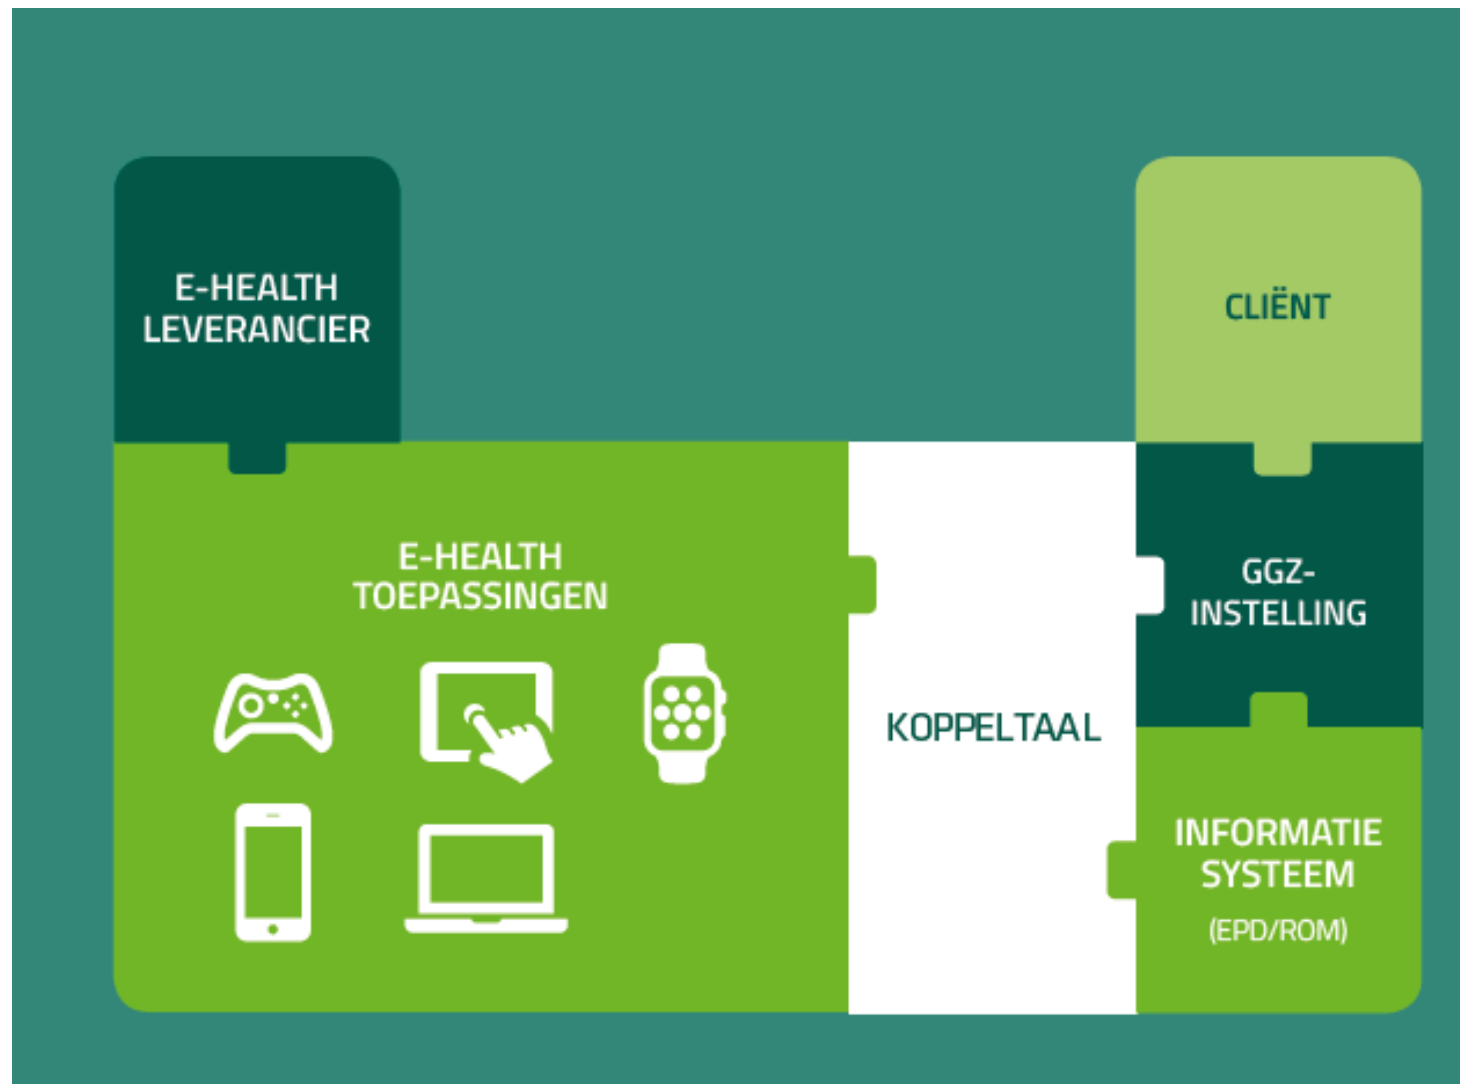 E-HEALTH
LEVERANCIER
CLIËNT
E-HEALTH
TOEPASSINGEN
KOPPELTAAL
GGZ-
INSTELLING
INFORMATIE
SYSTEEM
(EPD/ROM)